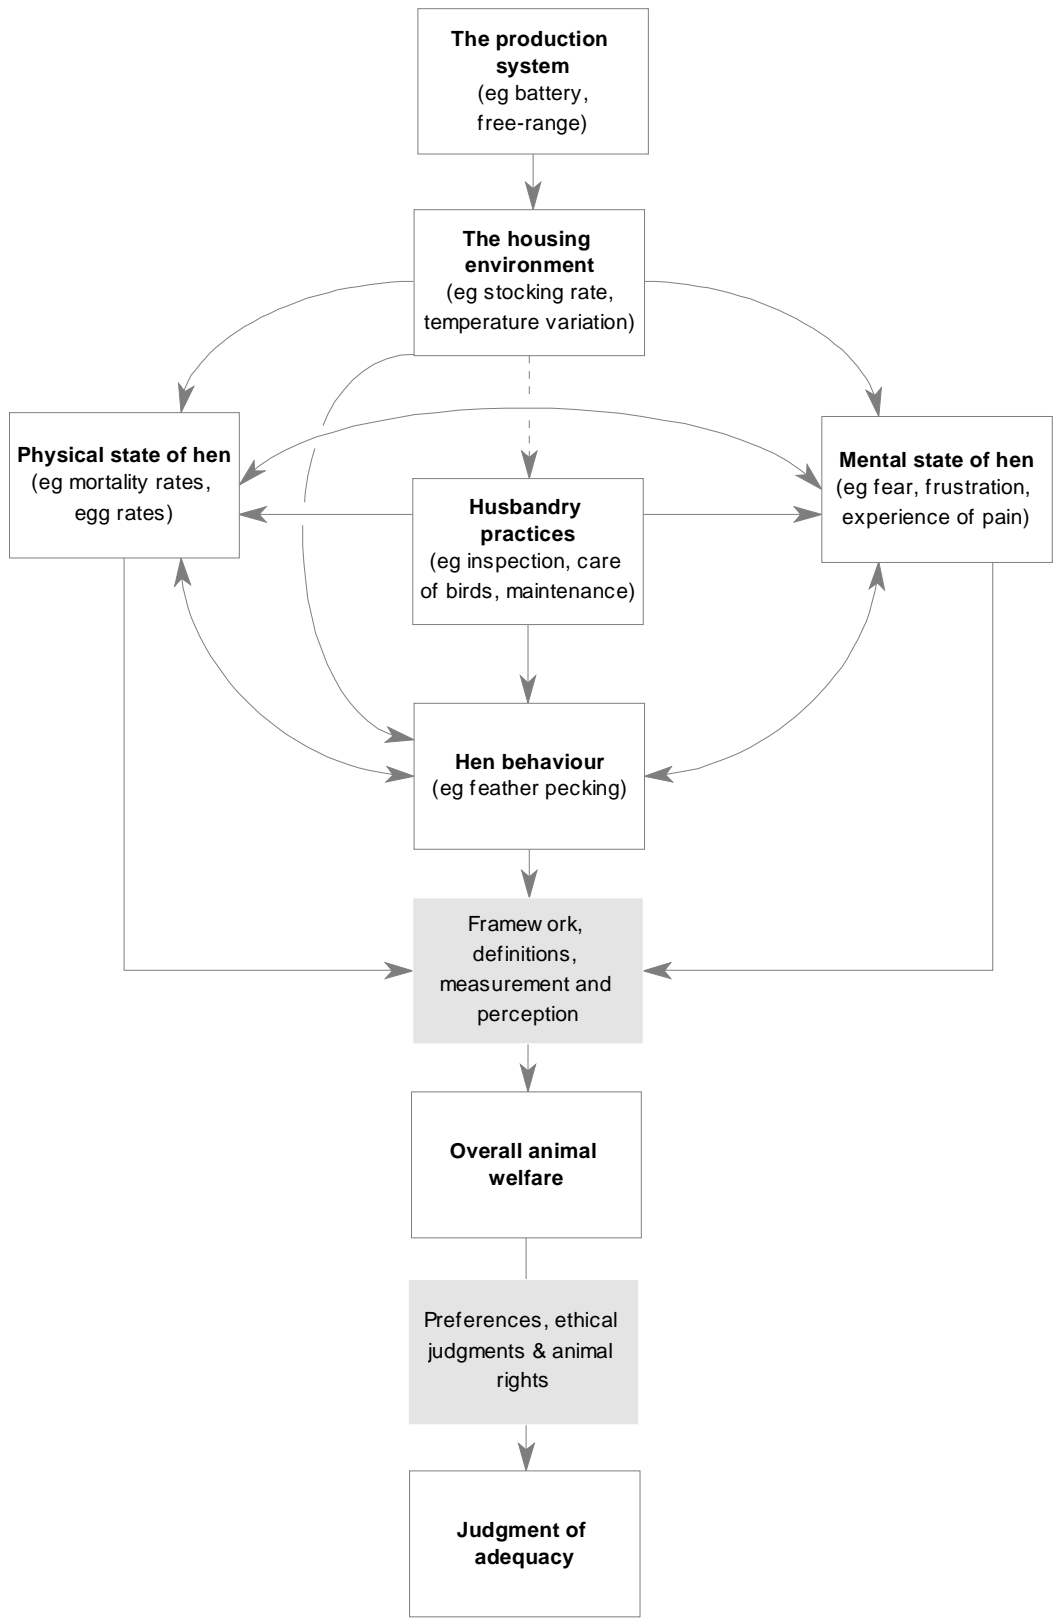 The production
system
(eg battery,
free-range)
The housing
environment
(eg stocking rate,
temperature variation)
Physical state of hen
(eg mortality rates,
egg rates)
Mental state of hen
(eg fear, frustration,
experience of pain)
Husbandry
practices
(eg inspection, care
of birds, maintenance)
Hen behaviour
(eg feather pecking)
Framew ork,
definitions,
measurement and
perception
Overall animal
welfare
Preferences, ethical
judgments & animal
rights
Judgment of
adequacy